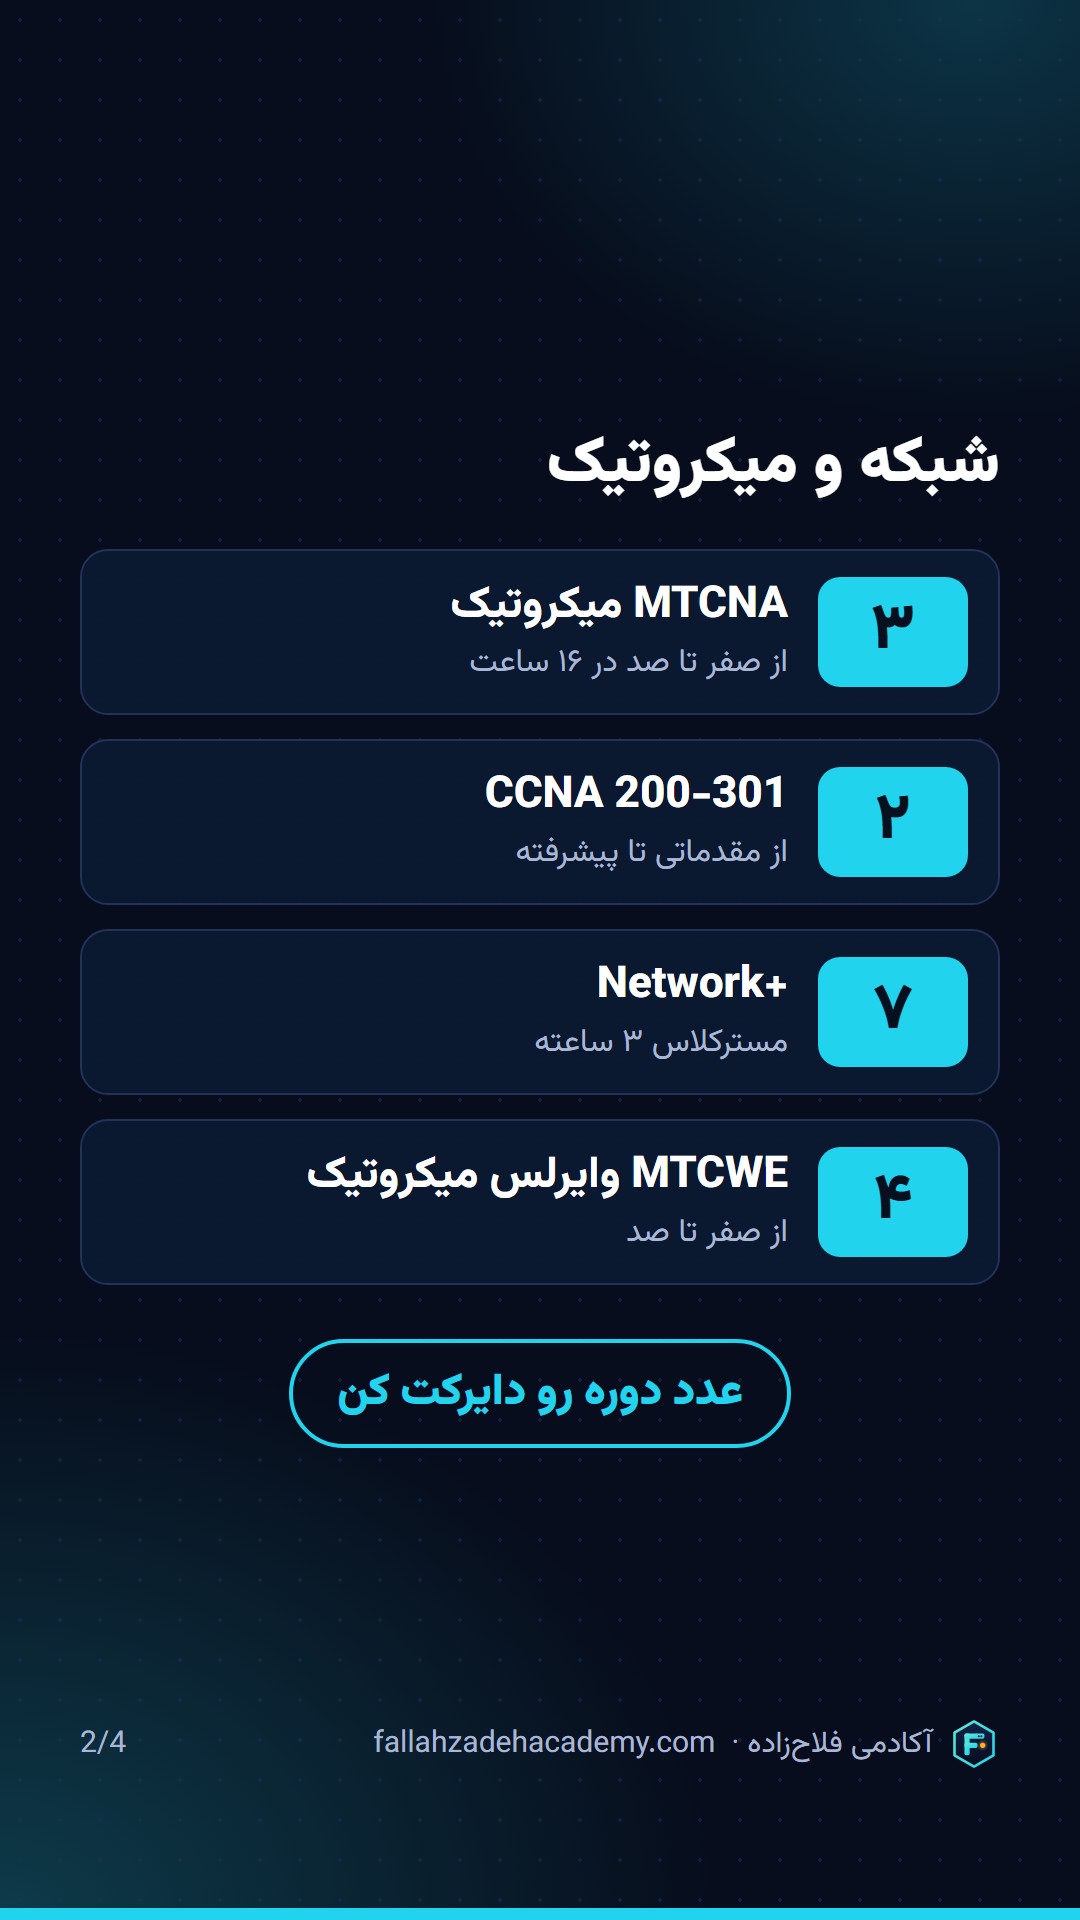 شبکه و میکروتیک
۳
MTCNA میکروتیک
از صفر تا صد در ۱۶ ساعت
۲
CCNA 200-301
از مقدماتی تا پیشرفته
۷
Network+
مسترکلاس ۳ ساعته
۴
MTCWE وایرلس میکروتیک
از صفر تا صد
عدد دوره رو دایرکت کن
آکادمی فلاح‌زاده · fallahzadehacademy.com
2/4